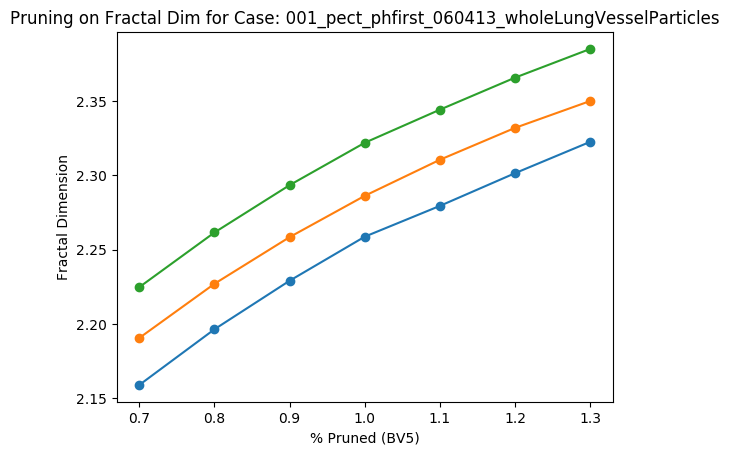 Pruning on Fractal Dim for Case: 001_pect_phfirst_060413_wholeLungVesselParticles
Fractal Dimension
2.35
2.30
2.25
2.20
2.15
0.7 0.8 0.9 1.0 1.1 1.2 1.3
% Pruned (BV5)